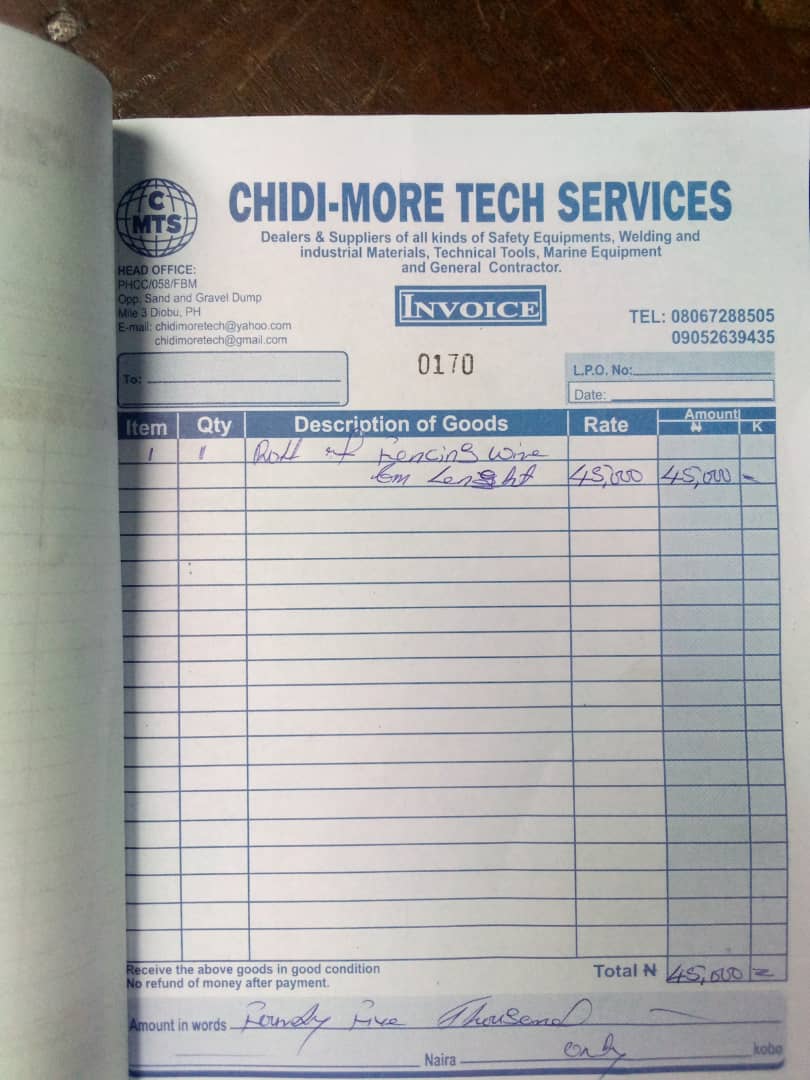 C
MTS
CHIDI-MORE TECH SERVICES
Dealers & Suppliers of all kinds of Safety Equipments, Welding and
industrial Materials, Technical Tools, Marine Equipment
and General Contractor.
HEAD OFFICE:
PHCC/058/FBM
Opp. Sand and Gravel Dump
Mile 3 Diobu, PH
E-mail: chidimoretech@yahoo.com
chidimoretech@gmail.com
INVOICE
TEL: 08067288505
09052639435
0170
To:
L.P.O. No:
Date:
Item Qty Description of Goods Rate Amount
₦ K
1 1 Roll of Fencing wire
Lenght 45,000 45,000 -
Receive the above goods in good condition
No refund of money after payment.
Total ₦ 45,000 =
Amount in words Fourty Five Thousand
Naira only kobo